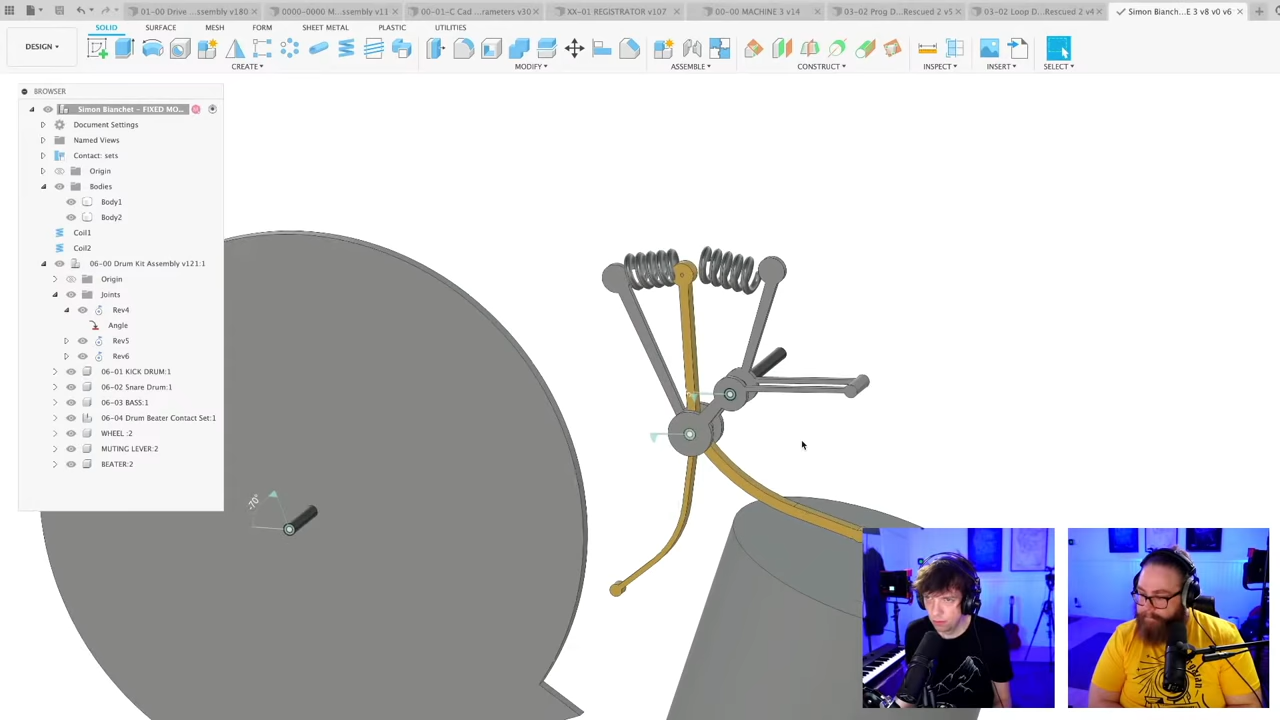 01-00 Drive ...ssembly v180
0000-0000 M...ssembly v11
00-01-C Cad ...rameters v30
XX-01 REGISTRATOR v107
00-00 MACHINE 3 v14
03-02 Prog D...Rescued 2 v5
03-02 Loop D...Rescued 2 v4
Simon Bianch...E 3 v8 v0 v6
SOLID SURFACE MESH FORM SHEET METAL PLASTIC UTILITIES
DESIGN
CREATE MODIFY ASSEMBLE CONSTRUCT INSPECT INSERT SELECT
BROWSER
Simon Bianchet – FIXED MO...
Document Settings
Named Views
Contact: sets
Origin
Bodies
Body1
Body2
Coil1
Coil2
06-00 Drum Kit Assembly v121:1
Origin
Joints
Rev4
Angle
Rev5
Rev6
06-01 KICK DRUM:1
06-02 Snare Drum:1
06-03 BASS:1
06-04 Drum Beater Contact Set:1
WHEEL :2
MUTING LEVER:2
BEATER:2
-70°